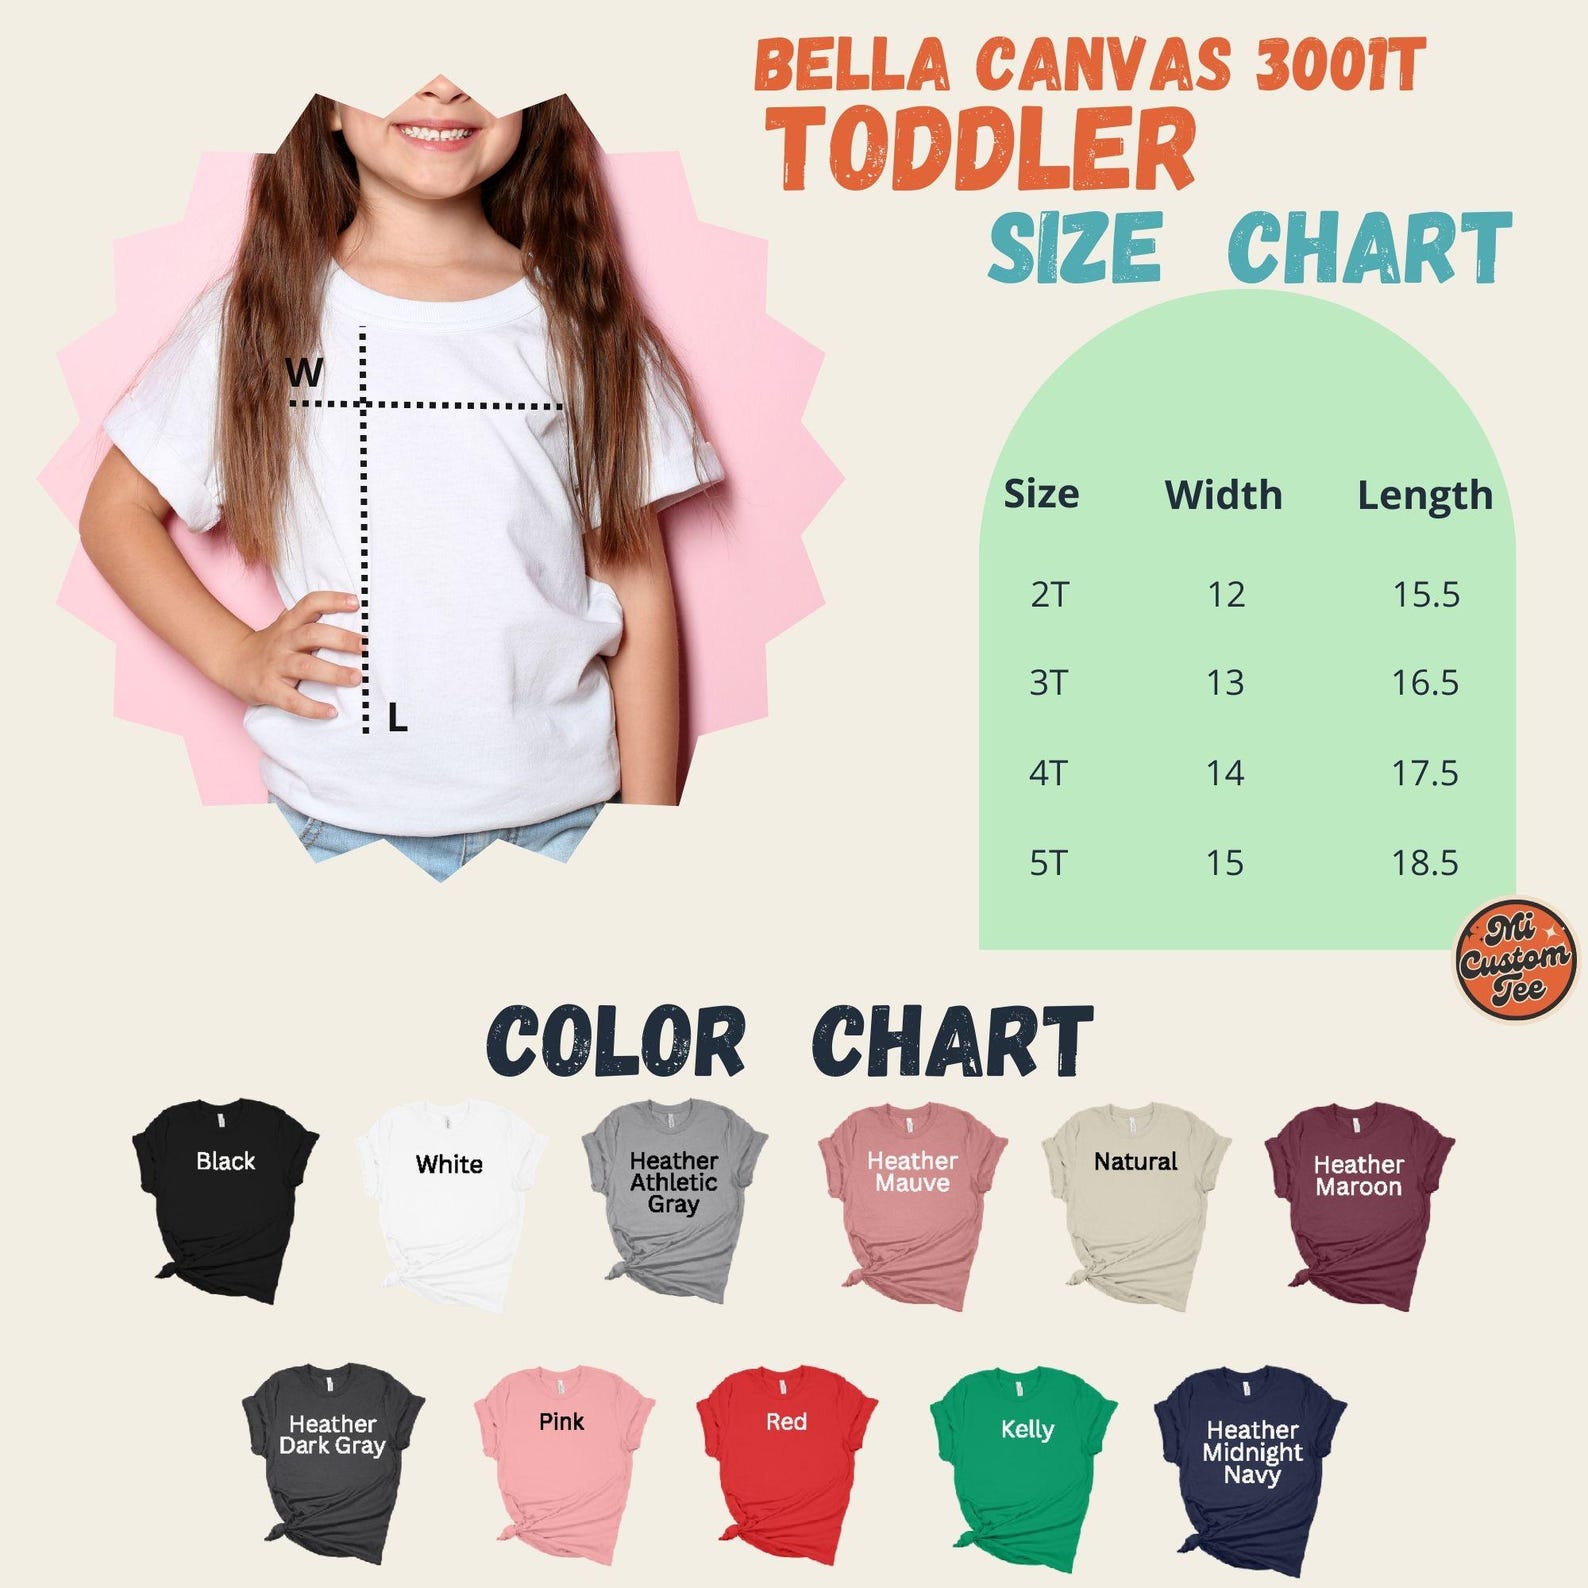 BELLA CANVAS 3001T
TODDLER
SIZE CHART
W
L
Size Width Length
2T 12 15.5
3T 13 16.5
4T 14 17.5
5T 15 18.5
Mi
Custom
Tee
COLOR CHART
Black
White
Heather
Athletic
Gray
Heather
Mauve
Natural
Heather
Maroon
Heather
Dark Gray
Pink
Red
Kelly
Heather
Midnight
Navy